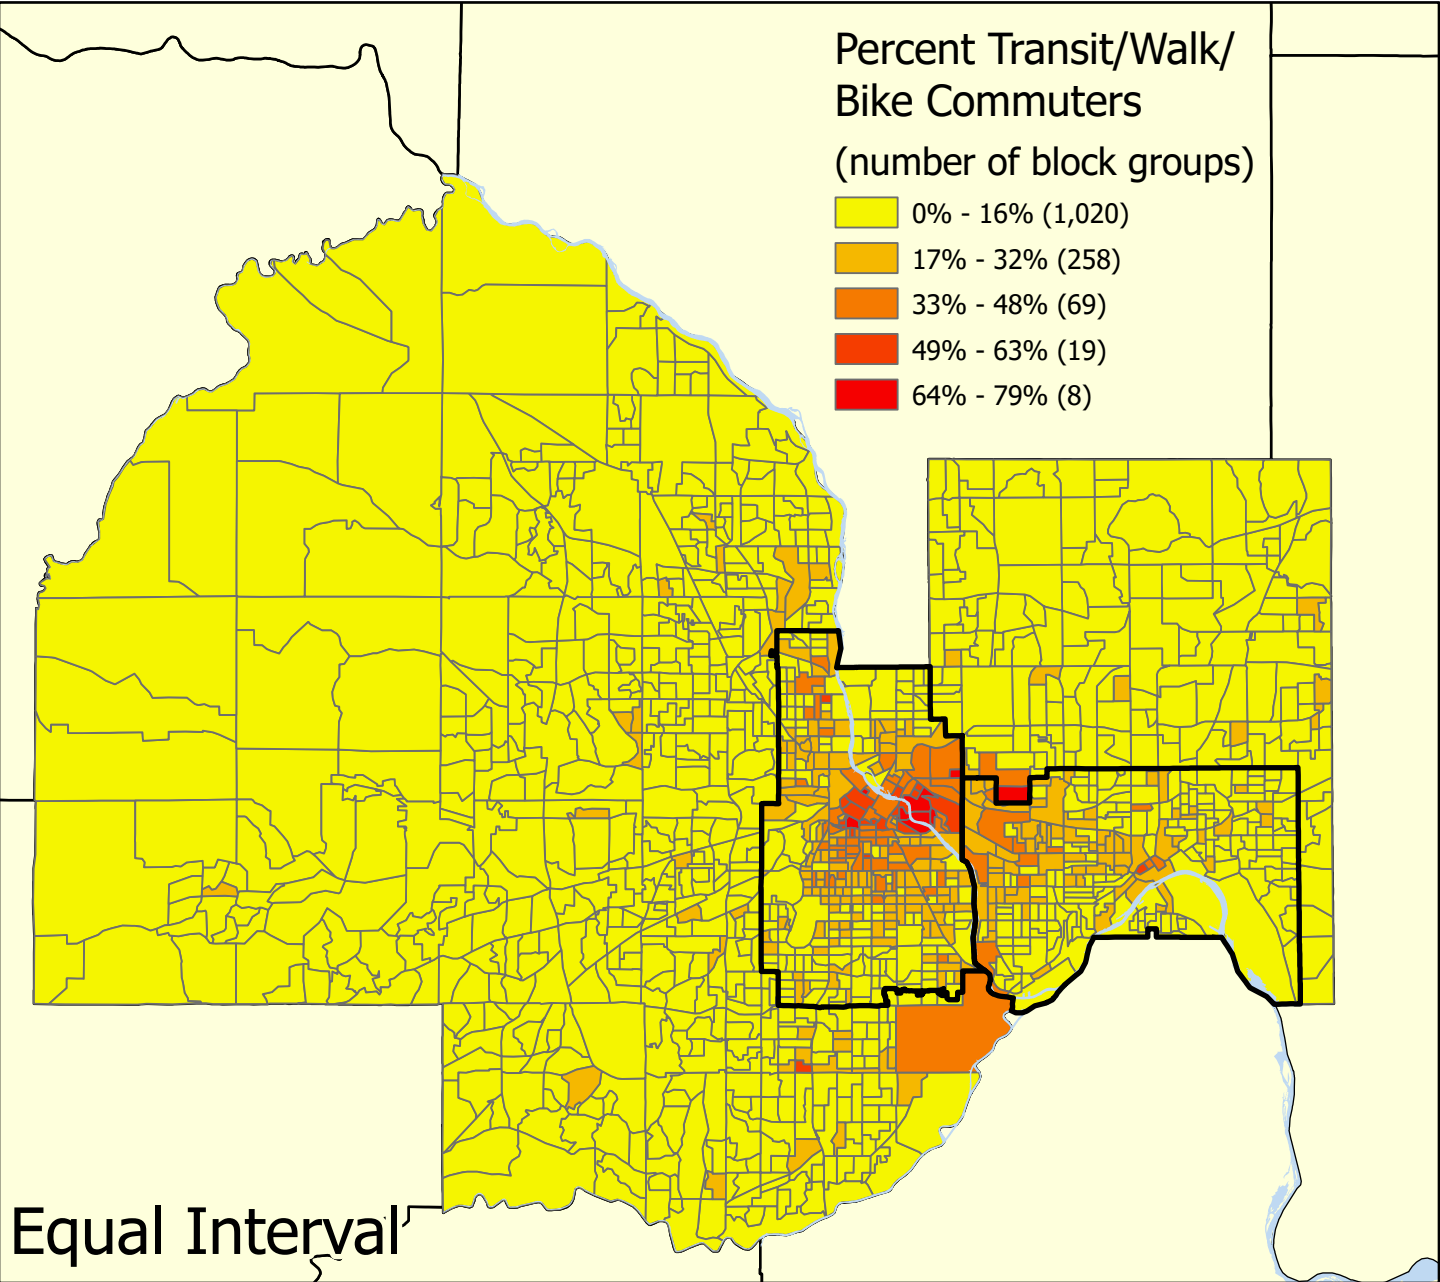 Percent Transit/Walk/
Bike Commuters
(number of block groups)
0% - 16% (1,020)
17% - 32% (258)
33% - 48% (69)
49% - 63% (19)
64% - 79% (8)
Equal Interval